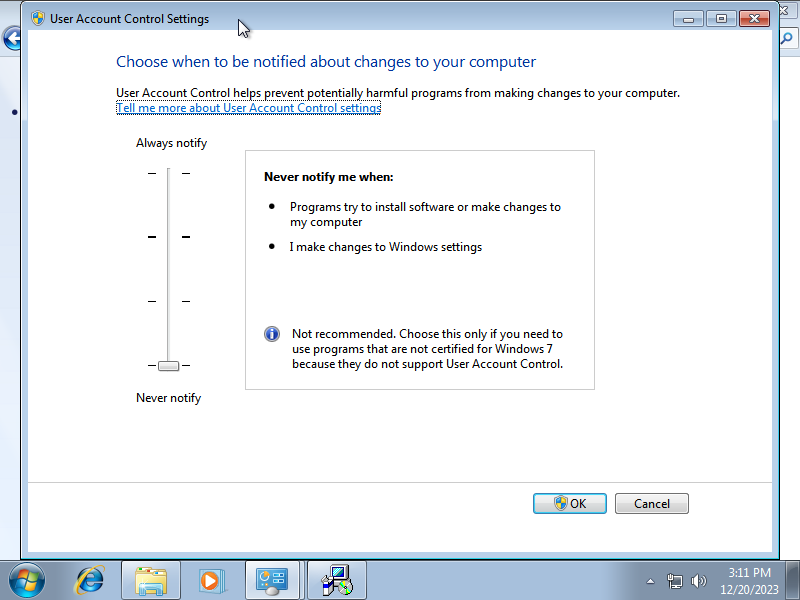 User Account Control Settings
Choose when to be notified about changes to your computer
User Account Control helps prevent potentially harmful programs from making changes to your computer.
Tell me more about User Account Control settings
Always notify
Never notify me when:
Programs try to install software or make changes to
my computer
I make changes to Windows settings
Not recommended. Choose this only if you need to
use programs that are not certified for Windows 7
because they do not support User Account Control.
Never notify
OK
Cancel
3:11 PM
12/20/2023